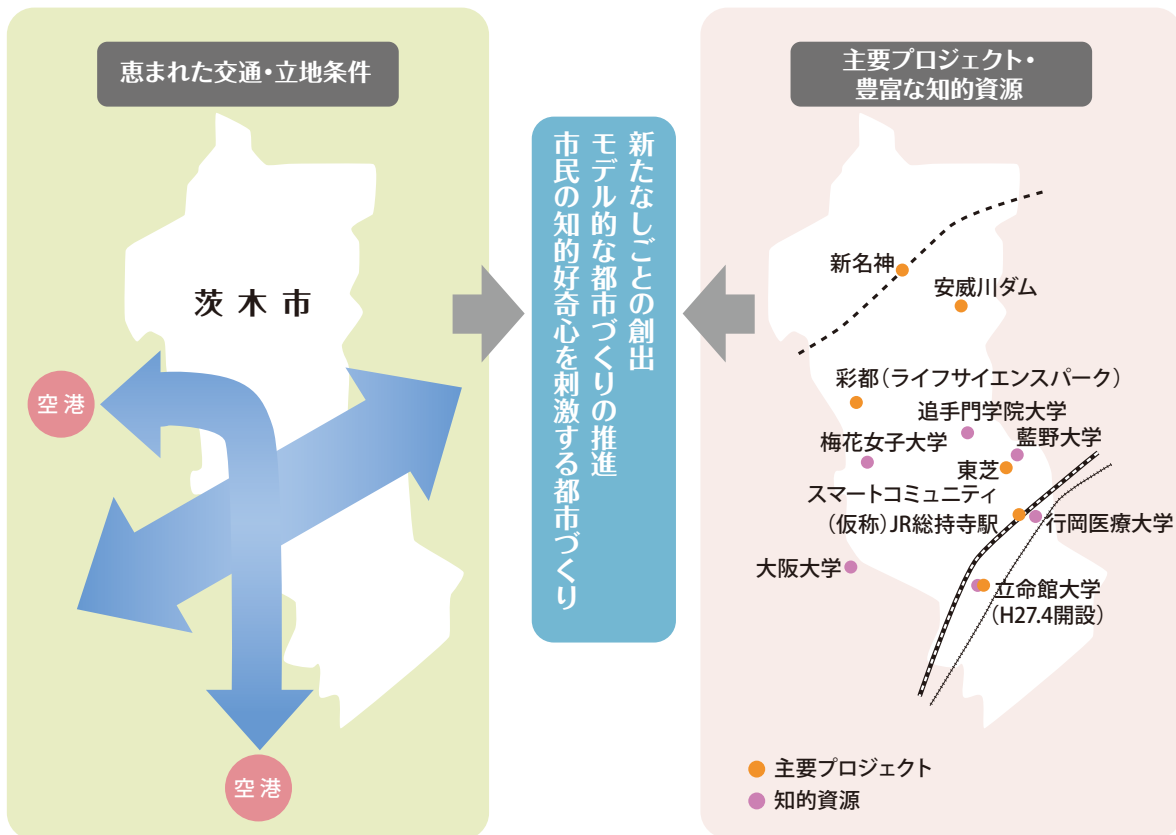 恵まれた交通・立地条件
茨木市
空港
空港
新たなしごとの創出
モデル的な都市づくりの推進
市民の知的好奇心を刺激する都市づくり
主要プロジェクト・
豊富な知的資源
新名神
安威川ダム
彩都（ライフサイエンスパーク）
追手門学院大学
藍野大学
梅花女子大学
東芝
スマートコミュニティ
（仮称）JR総持寺駅
行岡医療大学
大阪大学
立命館大学
（H27.4開設）
主要プロジェクト
知的資源